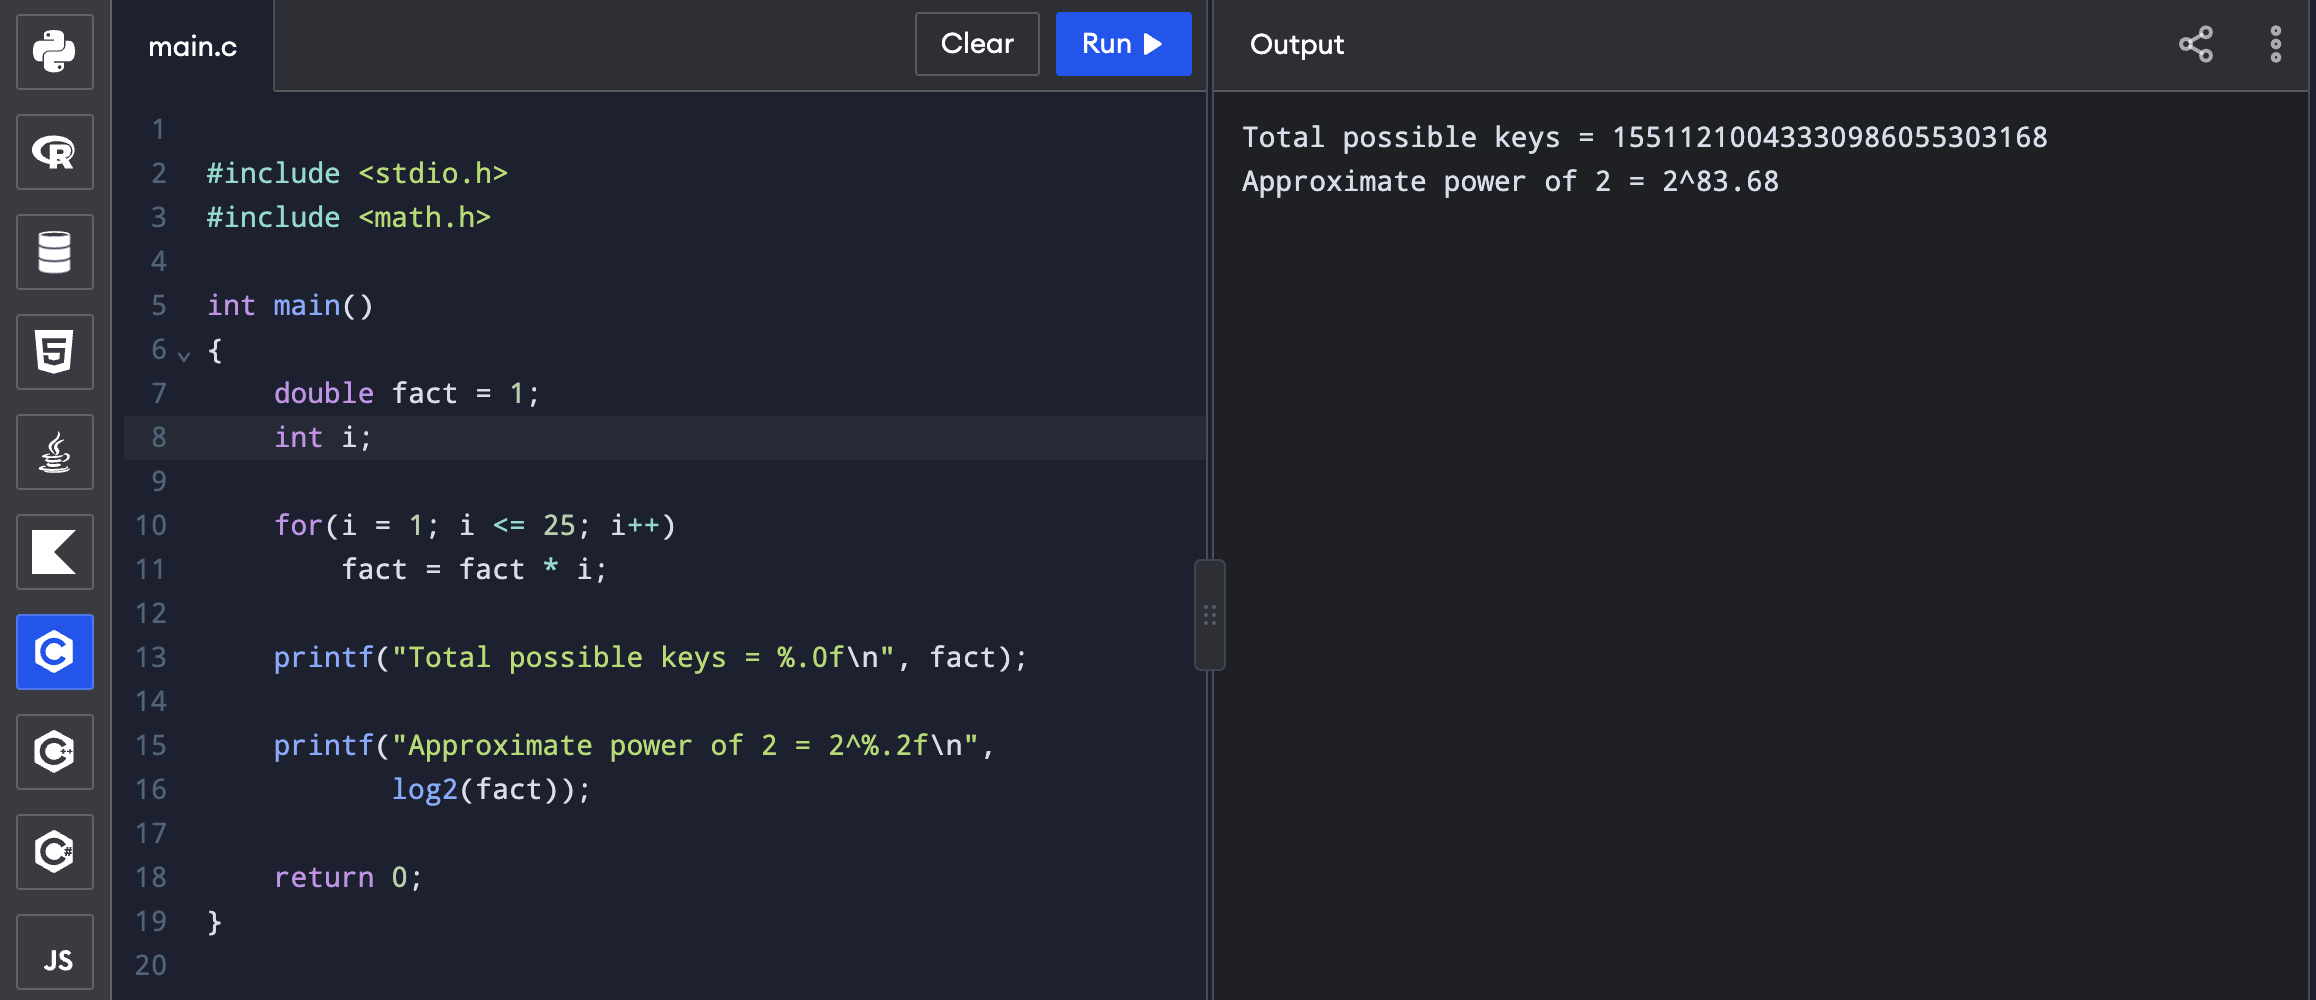 main.c
Clear
Run
1
2 #include <stdio.h>
3 #include <math.h>
4
5 int main()
6 {
7     double fact = 1;
8     int i;
9
10     for(i = 1; i <= 25; i++)
11         fact = fact * i;
12
13     printf("Total possible keys = %.0f\n", fact);
14
15     printf("Approximate power of 2 = 2^%.2f\n",
16            log2(fact));
17
18     return 0;
19 }
20
Output
Total possible keys = 15511210043330986055303168
Approximate power of 2 = 2^83.68
R
5
C
C++
C#
JS